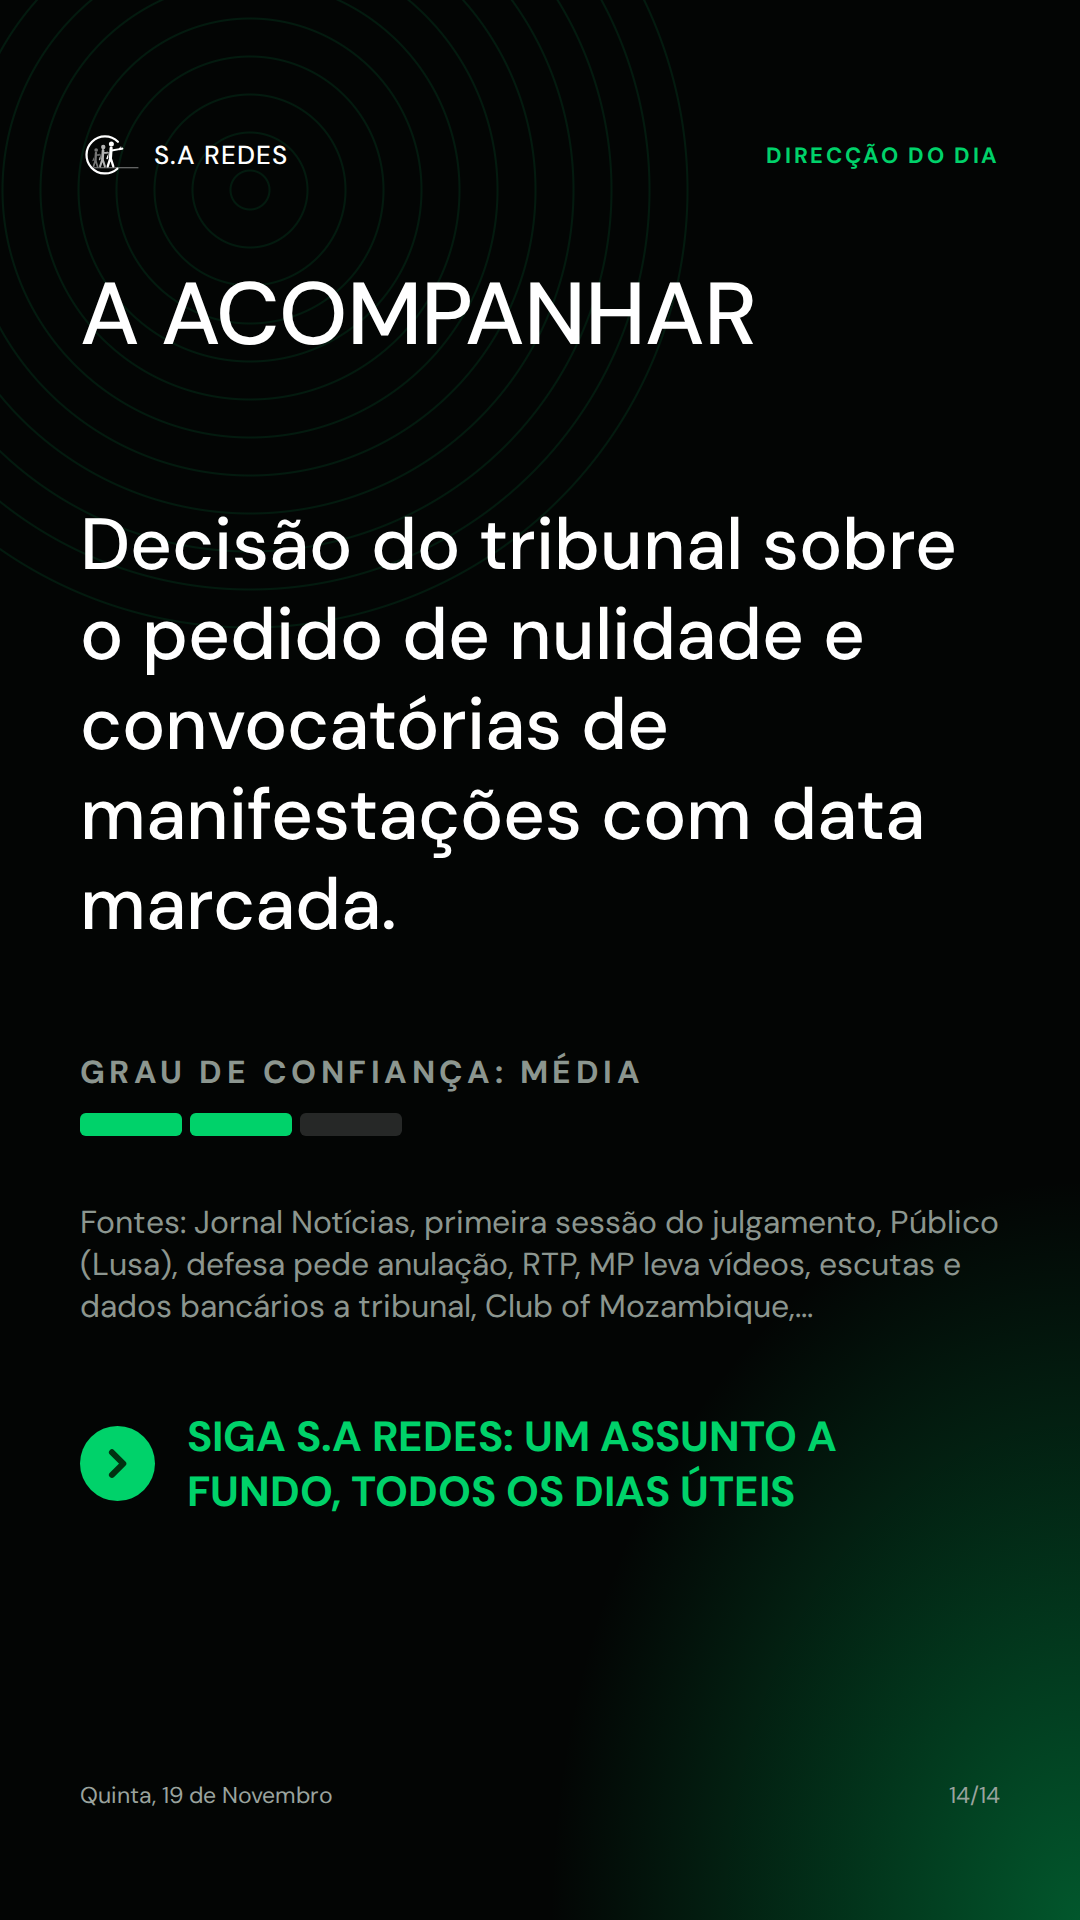 S.A REDES
DIRECÇÃO DO DIA
A ACOMPANHAR
Decisão do tribunal sobre
o pedido de nulidade e
convocatórias de
manifestações com data
marcada.
GRAU DE CONFIANÇA: MÉDIA
Fontes: Jornal Notícias, primeira sessão do julgamento, Público
(Lusa), defesa pede anulação, RTP, MP leva vídeos, escutas e
dados bancários a tribunal, Club of Mozambique,...
SIGA S.A REDES: UM ASSUNTO A
FUNDO, TODOS OS DIAS ÚTEIS
Quinta, 19 de Novembro
14/14